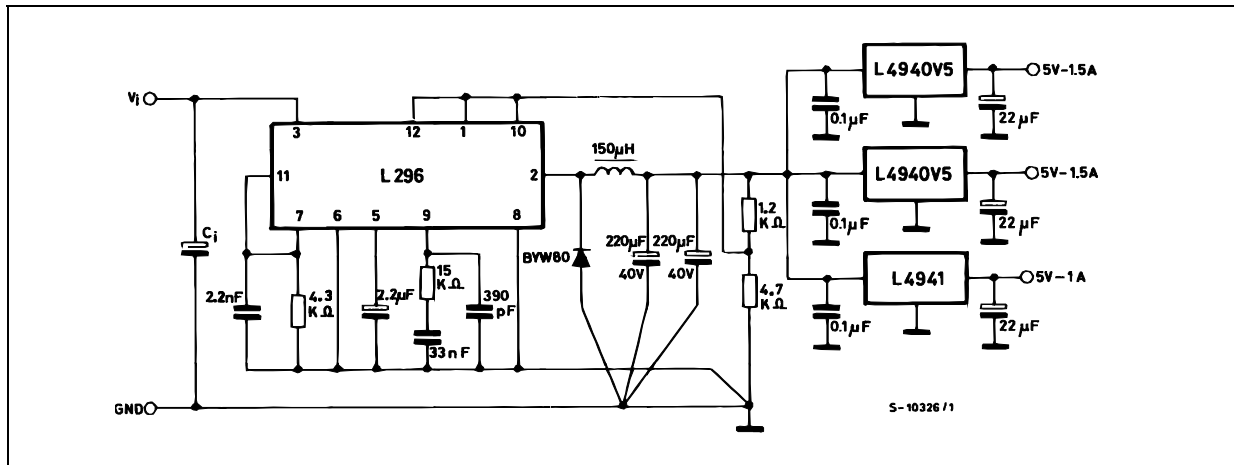 L4940V5
5V-1.5A
0.1µF
22µF
Vi
3
12
1
10
L296
11
2
7
6
5
9
8
150µH
L4940V5
5V-1.5A
0.1µF
22µF
1.2
KΩ
Ci
220µF
40V
220µF
40V
BYW80
2.2nF
4.3
KΩ
2.2µF
15
KΩ
390
pF
33nF
4.7
KΩ
L4941
5V-1A
0.1µF
22µF
GND
S-10326/1